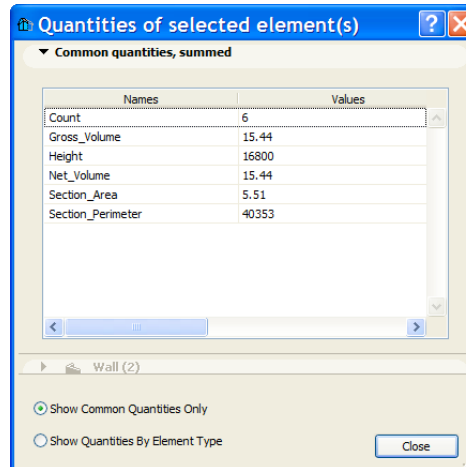 Quantities of selected element(s)
Common quantities, summed
Names Values
Count 6
Gross_Volume 15.44
Height 16800
Net_Volume 15.44
Section_Area 5.51
Section_Perimeter 40353
Wall (2)
Show Common Quantities Only
Show Quantities By Element Type
Close